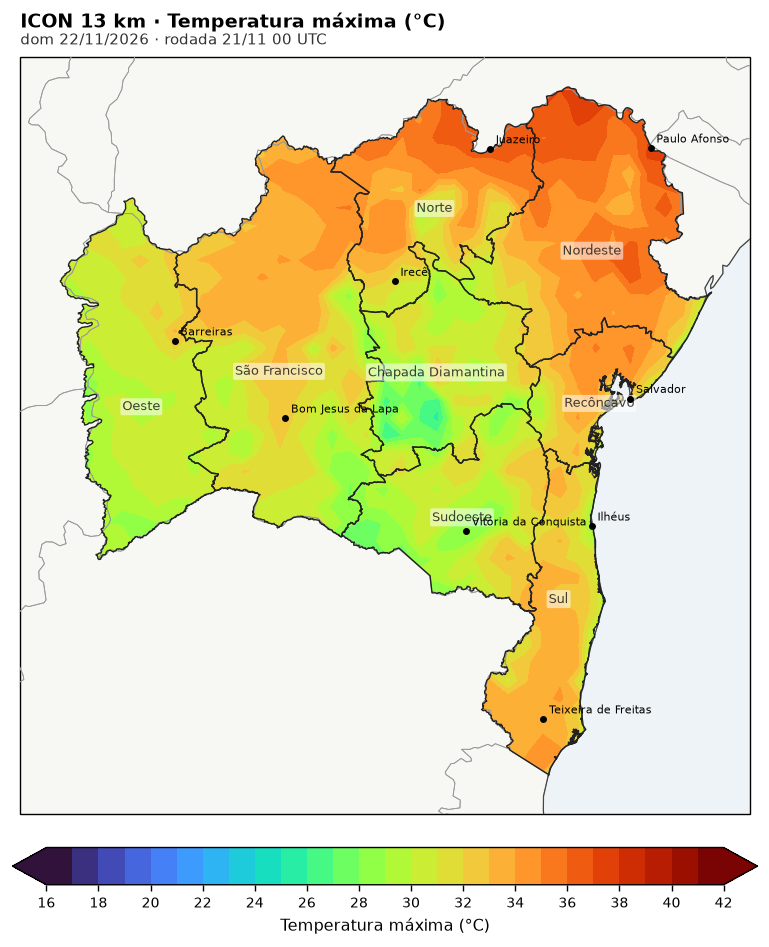 ICON 13 km · Temperatura máxima (°C)
dom 22/11/2026 · rodada 21/11 00 UTC
Juazeiro
Paulo Afonso
Norte
Nordeste
Irecê
Barreiras
São Francisco
Chapada Diamantina
Salvador
Oeste
Bom Jesus da Lapa
Recôncavo
Sudoeste
Vitória da Conquista
Ilhéus
Sul
Teixeira de Freitas
16 18 20 22 24 26 28 30 32 34 36 38 40 42
Temperatura máxima (°C)